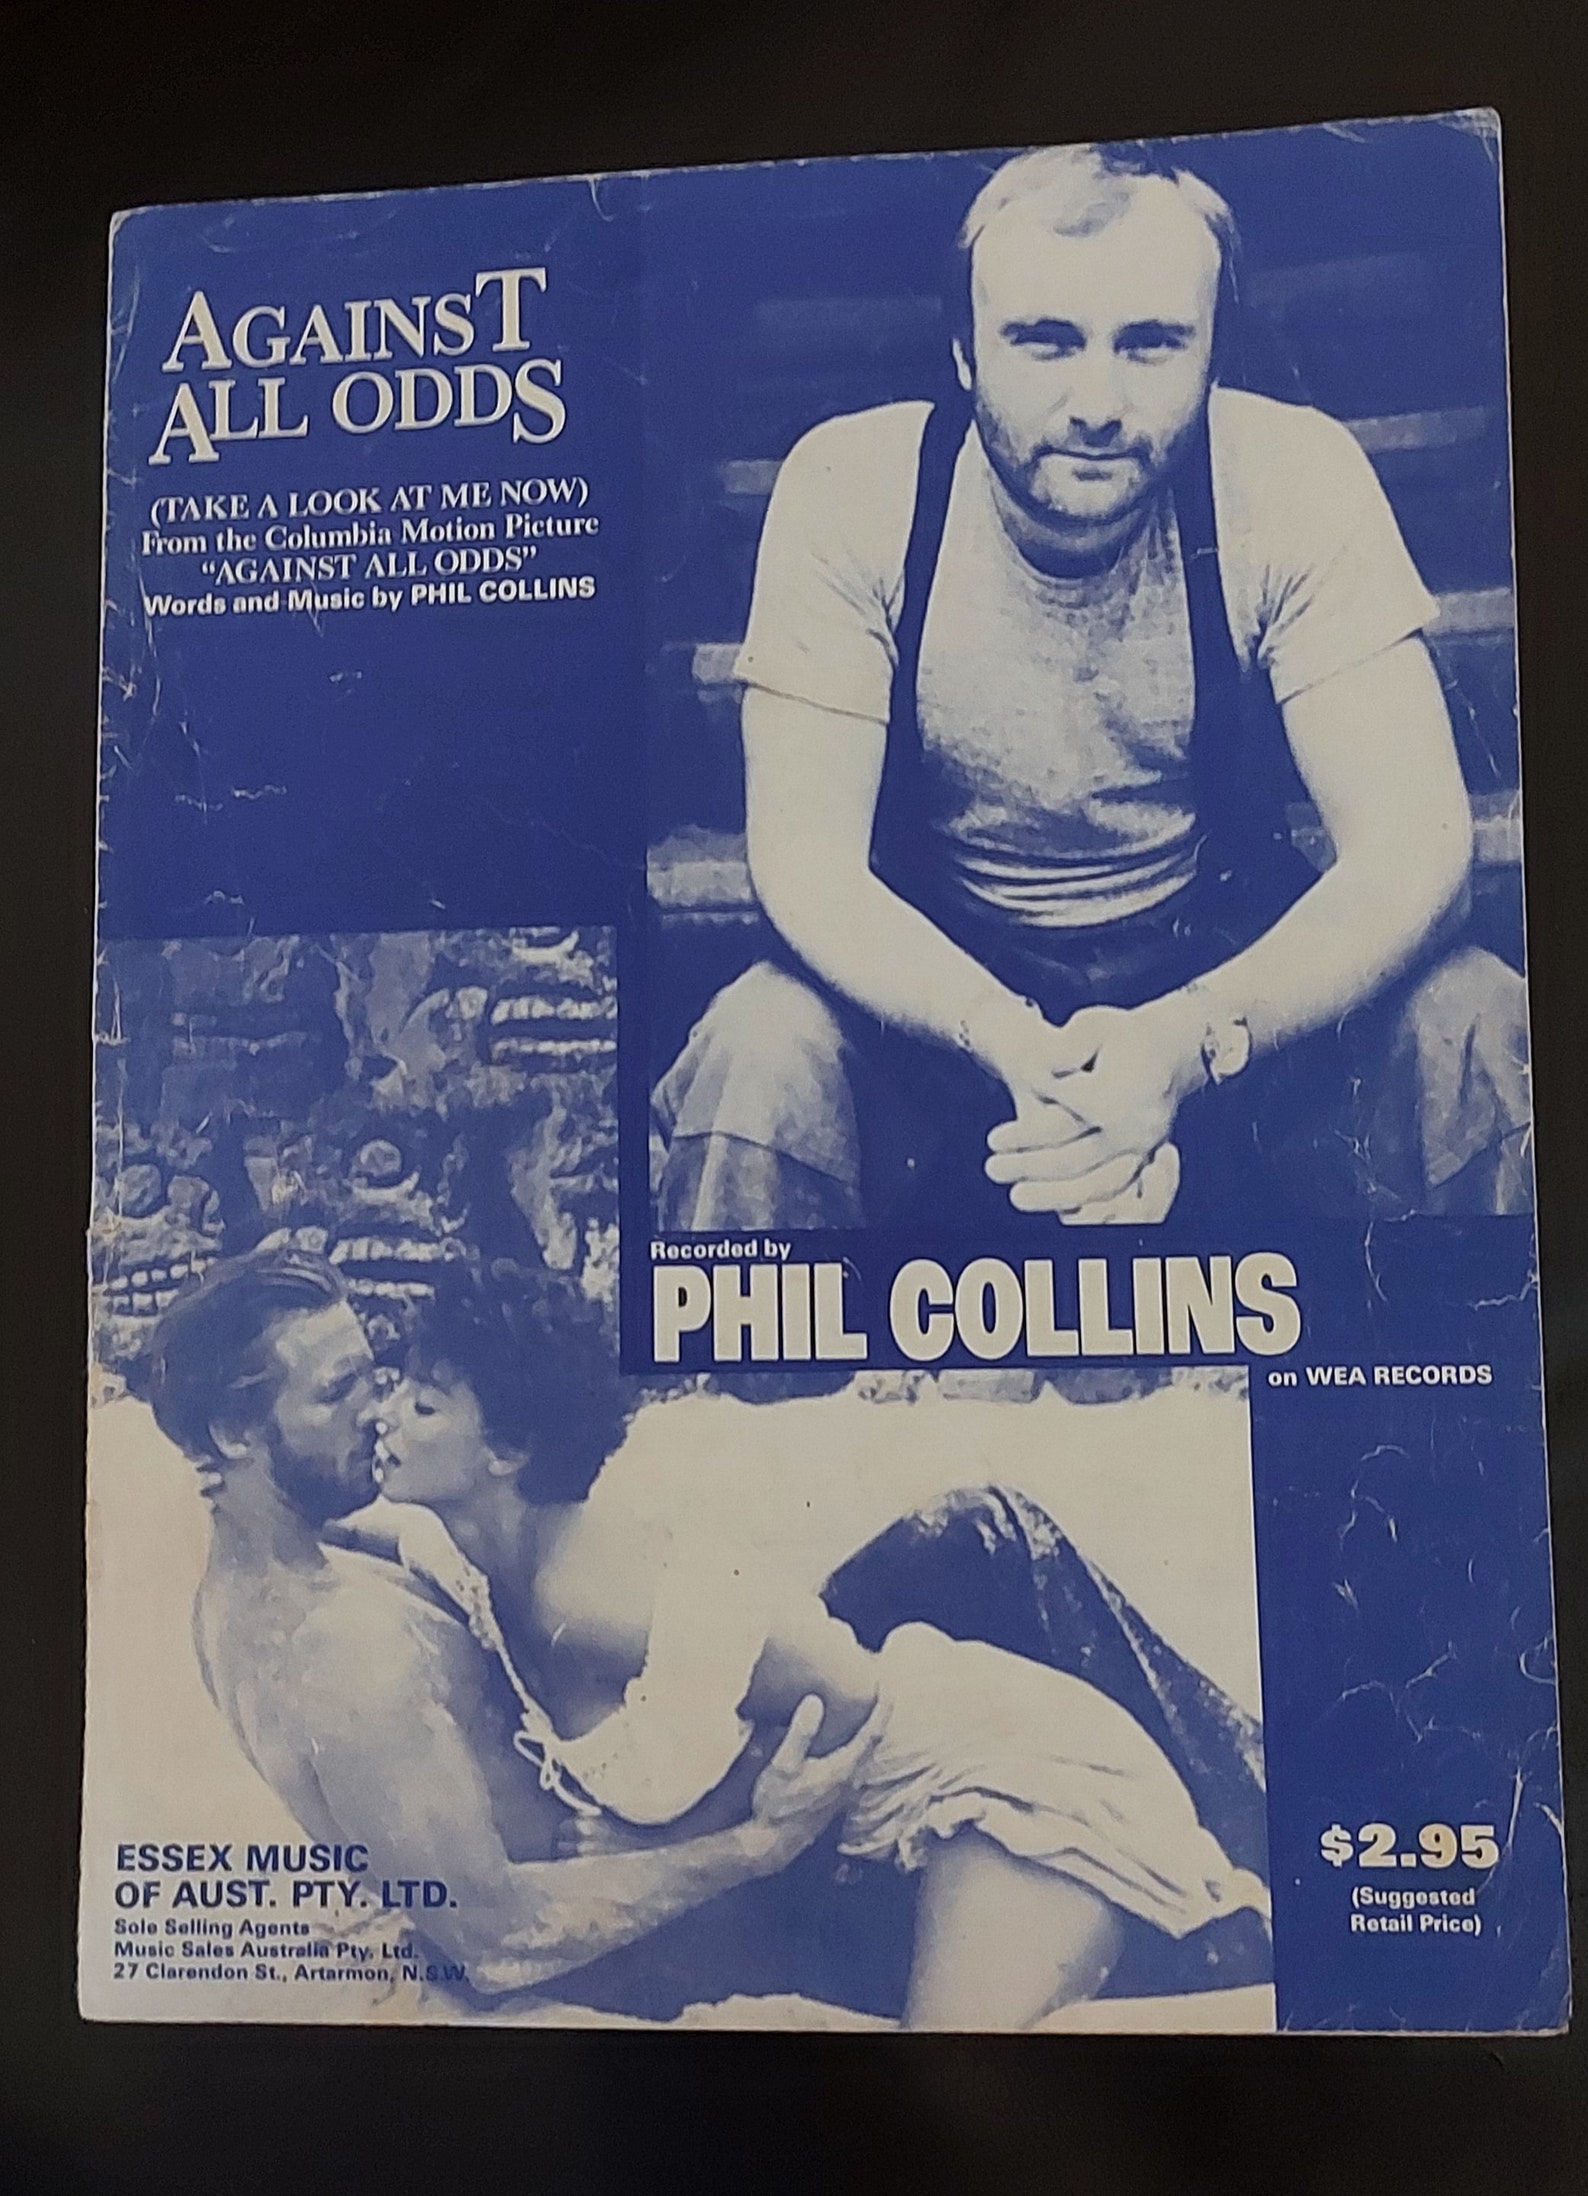 AGAINST
ALL ODDS
(TAKE A LOOK AT ME NOW)
From the Columbia Motion Picture
“AGAINST ALL ODDS”
Words and Music by PHIL COLLINS
Recorded by
PHIL COLLINS
on WEA RECORDS
ESSEX MUSIC
OF AUST. PTY. LTD.
Sole Selling Agents
Music Sales Australia Pty. Ltd.
27 Clarendon St., Artarmon, N.S.W.
$2.95
(Suggested
Retail Price)